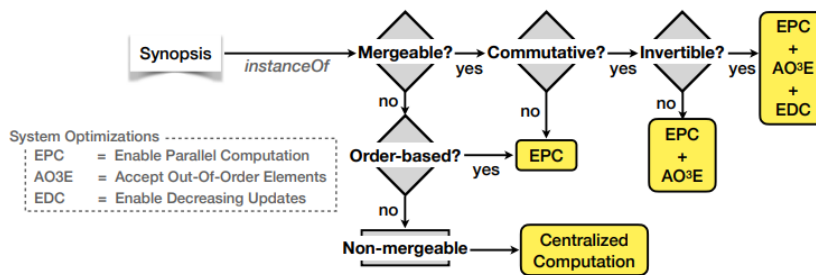 Synopsis
instanceOf
Mergeable?
yes
Commutative?
yes
Invertible?
yes
EPC
+
AO³E
+
EDC
no
no
no
System Optimizations
EPC = Enable Parallel Computation
AO3E = Accept Out-Of-Order Elements
EDC = Enable Decreasing Updates
Order-based?
yes
EPC
EPC
+
AO³E
no
Non-mergeable
Centralized
Computation